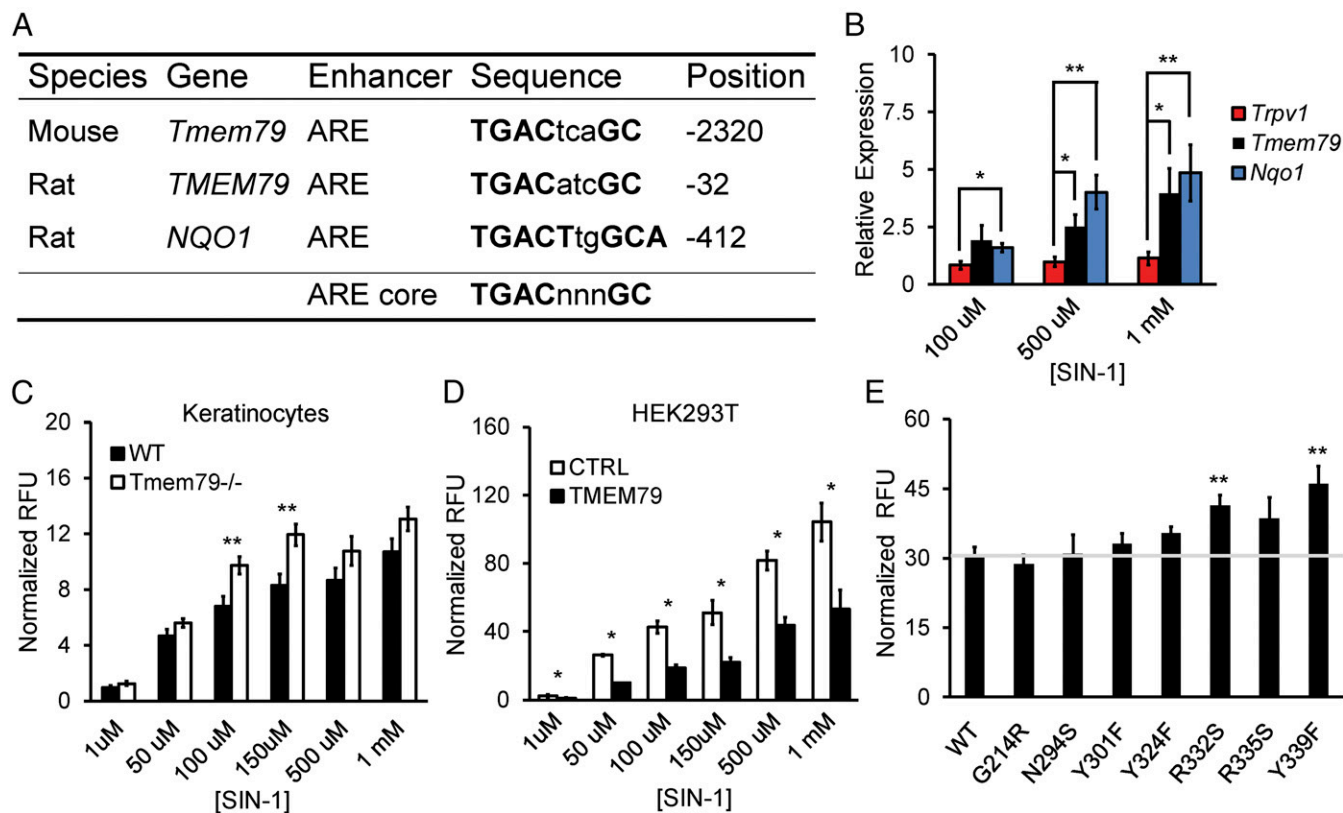 A
Species Gene Enhancer Sequence Position
Mouse Tmem79 ARE TGACtcaGC -2320
Rat TMEM79 ARE TGACatcGC -32
Rat NQO1 ARE TGACTtgGCA -412
ARE core TGACnnnGC
B
Relative Expression
10
7.5
5
2.5
0
*
**
*
**
*
Trpv1
Tmem79
Nqo1
100 uM
500 uM
1 mM
[SIN-1]
C
Keratinocytes
Normalized RFU
20
16
12
8
4
0
WT
Tmem79-/-
**
**
1uM
50 uM
100 uM
150uM
500 uM
1 mM
[SIN-1]
D
HEK293T
Normalized RFU
160
120
80
40
0
CTRL
TMEM79
*
*
*
*
*
*
1uM
50 uM
100 uM
150uM
500 uM
1 mM
[SIN-1]
E
Normalized RFU
60
45
30
15
0
**
**
WT
G214R
N294S
Y301F
Y324F
R332S
R335S
Y339F